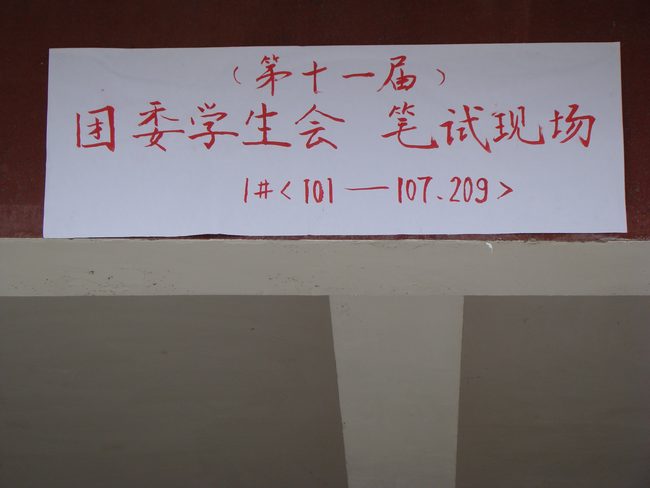 （第十一届）
团委学生会 笔试现场
1#<101—107.209>